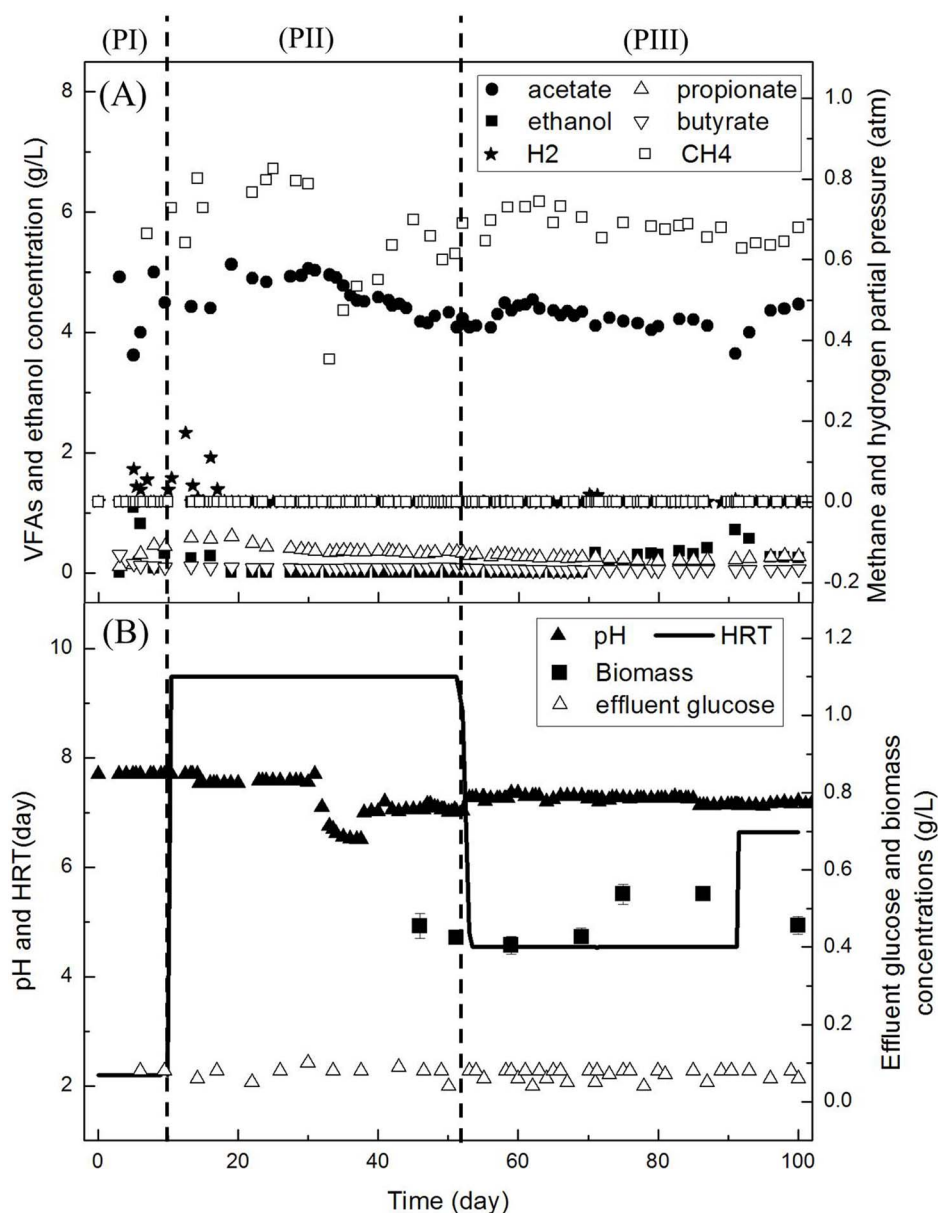 (PI) (PII) (PIII)
(A)
acetate propionate
ethanol butyrate
H2 CH4
VFAs and ethanol concentration (g/L)
8
6
4
2
0
Methane and hydrogen partial pressure (atm)
1.0
0.8
0.6
0.4
0.2
0.0
-0.2
(B)
pH HRT
Biomass
effluent glucose
pH and HRT(day)
10
8
6
4
2
Effluent glucose and biomass
concentrations (g/L)
1.2
1.0
0.8
0.6
0.4
0.2
0.0
0 20 40 60 80 100
Time (day)